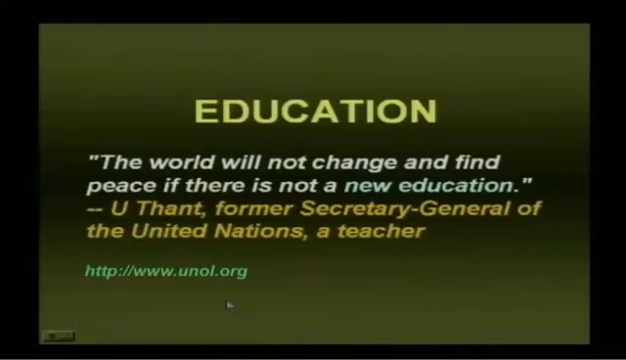 EDUCATION
"The world will not change and find
peace if there is not a new education."
-- U Thant, former Secretary-General of
the United Nations, a teacher
http://www.unol.org